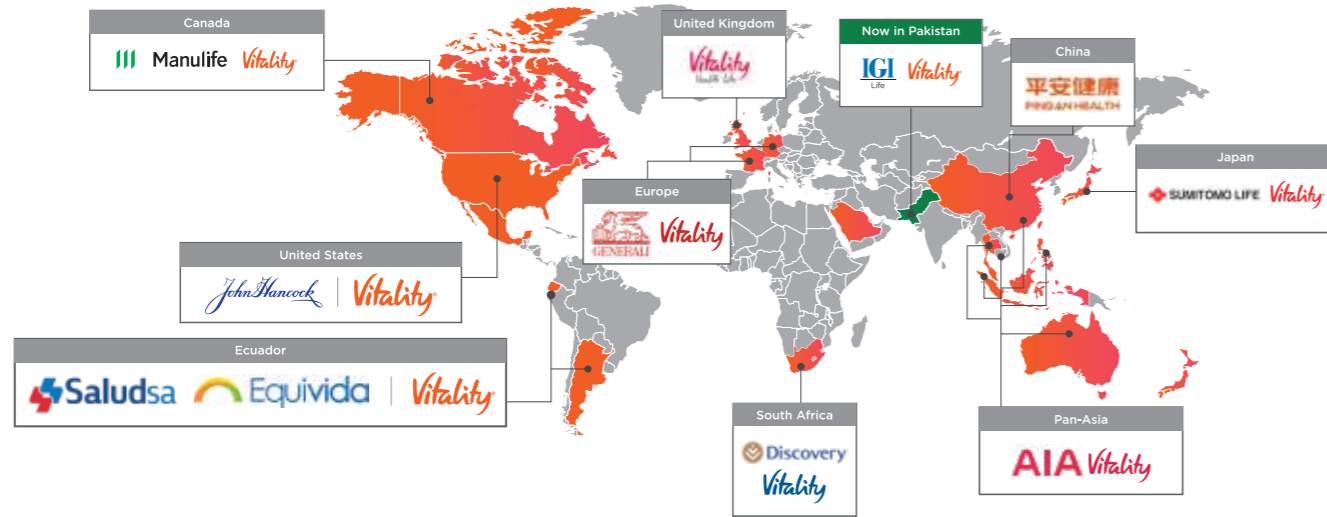 Canada
Manulife Vitality
United Kingdom
Vitality
Health Life
Now in Pakistan
IGI
Life
Vitality
China
平安健康
PING AN HEALTH
Japan
SUMITOMO LIFE Vitality
Europe
GENERALI Vitality
United States
John Hancock Vitality
Ecuador
Saludsa Equivida Vitality
South Africa
Discovery
Vitality
Pan-Asia
AIA Vitality